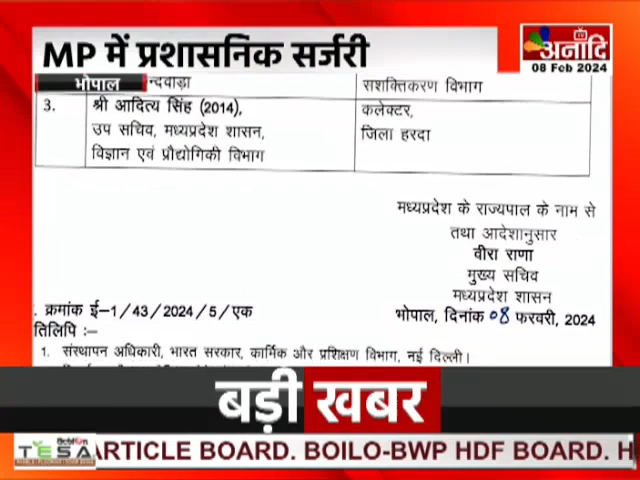 MP में प्रशासनिक सर्जरी
अनादि
TV
08 Feb 2024
भोपाल
न्दवाड़ा
सशक्तिकरण विभाग
3. श्री आदित्य सिंह (2014),
उप सचिव, मध्यप्रदेश शासन,
विज्ञान एवं प्रौद्योगिकी विभाग
कलेक्टर,
जिला हरदा
मध्यप्रदेश के राज्यपाल के नाम से
तथा आदेशानुसार
वीरा राणा
मुख्य सचिव
मध्यप्रदेश शासन
क्रमांक ई–1/43/2024/5/एक
भोपाल, दिनांक 08 फरवरी, 2024
तिलिपि :–
1. संस्थापन अधिकारी, भारत सरकार, कार्मिक और प्रशिक्षण विभाग, नई दिल्ली।
बड़ी खबर
TESA
ARTICLE BOARD. BOILO-BWP HDF BOARD. H